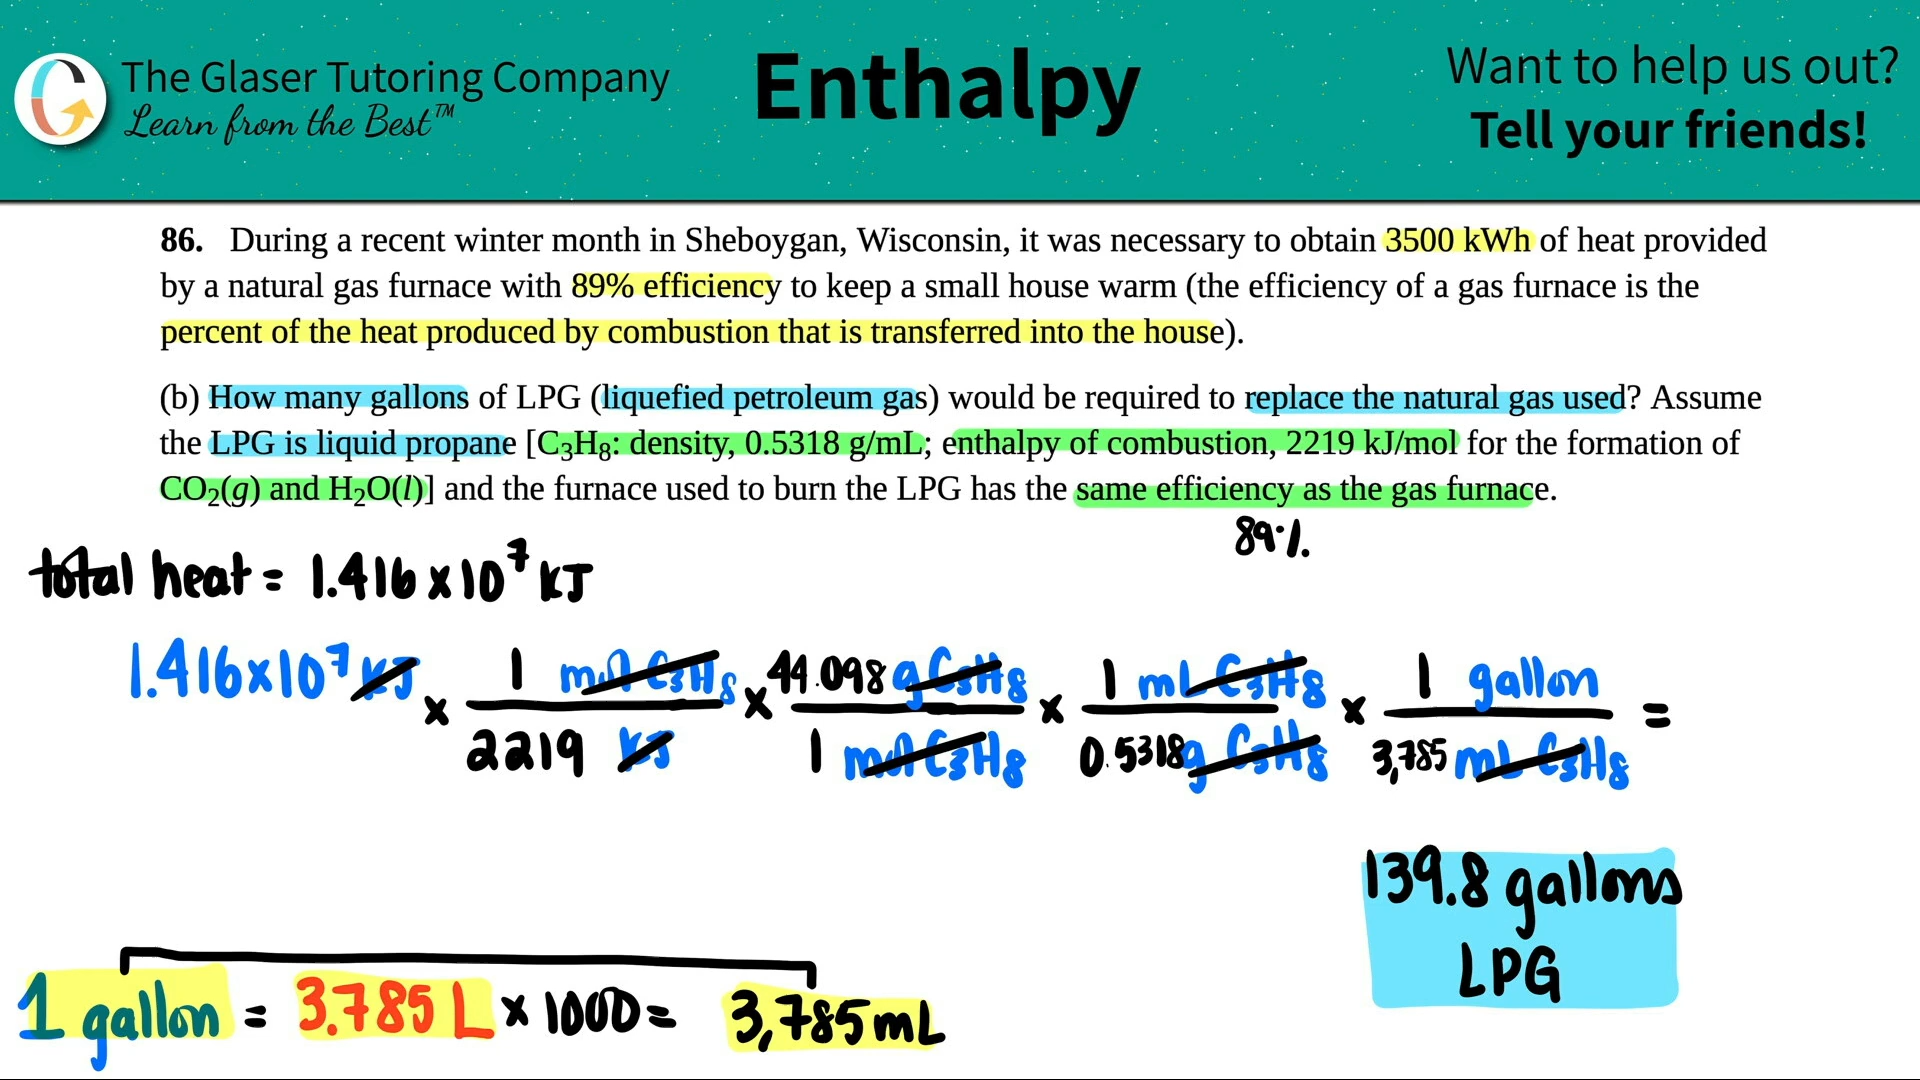 The Glaser Tutoring Company
Learn from the Best™
Enthalpy
Want to help us out?
Tell your friends!
86. During a recent winter month in Sheboygan, Wisconsin, it was necessary to obtain 3500 kWh of heat provided
by a natural gas furnace with 89% efficiency to keep a small house warm (the efficiency of a gas furnace is the
percent of the heat produced by combustion that is transferred into the house).
(b) How many gallons of LPG (liquefied petroleum gas) would be required to replace the natural gas used? Assume
the LPG is liquid propane [C₃H₈: density, 0.5318 g/mL; enthalpy of combustion, 2219 kJ/mol for the formation of
CO₂(g) and H₂O(l)] and the furnace used to burn the LPG has the same efficiency as the gas furnace.
89%.
total heat = 1.416 x 10⁷ kJ
1.416x10⁷ kJ x 1 mol C₃H₈ / 2219 kJ x 44.098 g C₃H₈ / 1 mol C₃H₈ x 1 mL C₃H₈ / 0.5318g C₃H₈ x 1 gallon / 3,785 mL C₃H₈ =
139.8 gallons
LPG
1 gallon = 3.785 L x 1000 = 3,785 mL